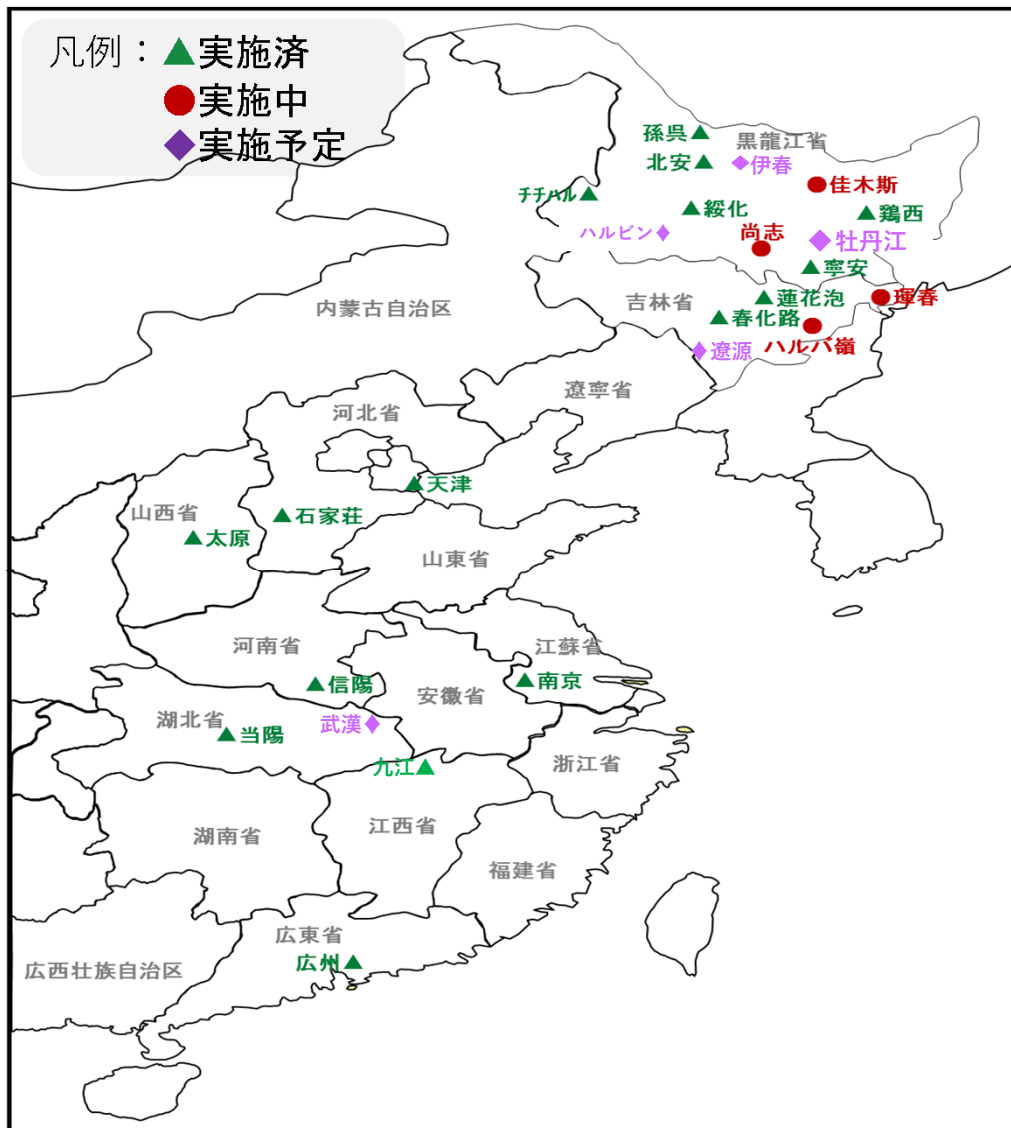 凡例：▲実施済
●実施中
◆実施予定
孫呉
黒龍江省
北安
伊春
佳木斯
チチハル
綏化
鶏西
ハルビン
尚志
牡丹江
寧安
内蒙古自治区
吉林省
蓮花泡
琿春
春化路
ハルバ嶺
遼源
遼寧省
河北省
天津
山西省
石家荘
太原
山東省
河南省
江蘇省
信陽
南京
安徽省
湖北省
武漢
当陽
九江
浙江省
湖南省
江西省
福建省
広東省
広州
広西壮族自治区